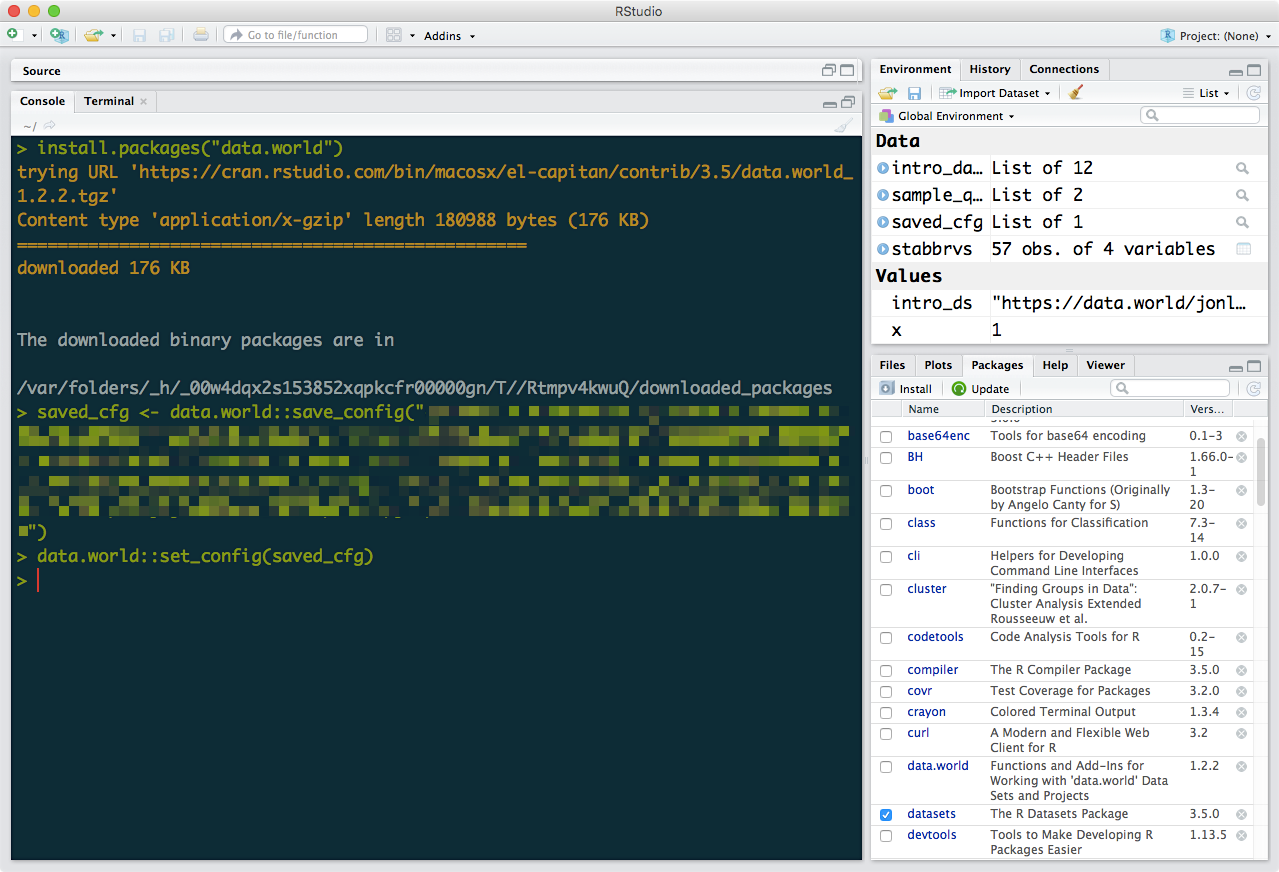 RStudio
Go to file/function
Addins
Project: (None)
Source
Console Terminal
~/
> install.packages("data.world")
trying URL 'https://cran.rstudio.com/bin/macosx/el-capitan/contrib/3.5/data.world_
1.2.2.tgz'
Content type 'application/x-gzip' length 180988 bytes (176 KB)
==================================================
downloaded 176 KB
The downloaded binary packages are in
/var/folders/_h/_00w4dqx2s153852xqpkcfr00000gn/T//Rtmpv4kwuQ/downloaded_packages
> saved_cfg <- data.world::save_config("
")
> data.world::set_config(saved_cfg)
>
Environment History Connections
Import Dataset List
Global Environment
Data
intro_da… List of 12
sample_q… List of 2
saved_cfg List of 1
stabbrvs 57 obs. of 4 variables
Values
intro_ds "https://data.world/jonl…
x 1
Files Plots Packages Help Viewer
Install Update
Name Description Vers…
base64enc Tools for base64 encoding 0.1-3
BH Boost C++ Header Files 1.66.0-
1
boot Bootstrap Functions (Originally 1.3-
by Angelo Canty for S) 20
class Functions for Classification 7.3-
14
cli Helpers for Developing 1.0.0
Command Line Interfaces
cluster "Finding Groups in Data": 2.0.7-
Cluster Analysis Extended 1
Rousseeuw et al.
codetools Code Analysis Tools for R 0.2-
15
compiler The R Compiler Package 3.5.0
covr Test Coverage for Packages 3.2.0
crayon Colored Terminal Output 1.3.4
curl A Modern and Flexible Web 3.2
Client for R
data.world Functions and Add-Ins for 1.2.2
Working with 'data.world' Data
Sets and Projects
datasets The R Datasets Package 3.5.0
devtools Tools to Make Developing R 1.13.5
Packages Easier